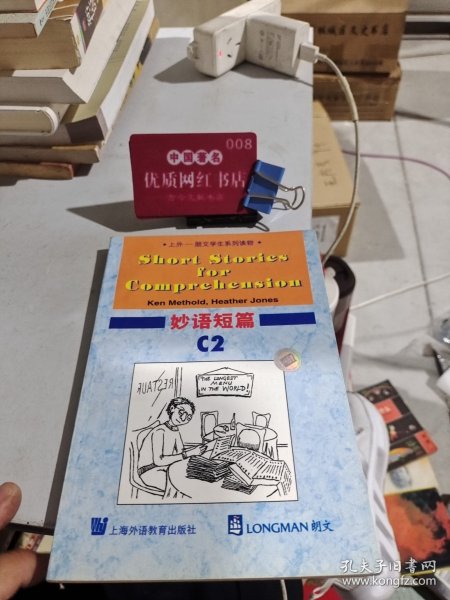 008
中国著名
优质网红书店
·上外—朗文学生系列读物·
Short Stories
for
Comprehension
Ken Methold, Heather Jones
妙语短篇
C2
RESTAUR
THE LONGEST
MENU
IN THE WORLD!
上海外语教育出版社
LONGMAN 朗文
孔夫子旧书网
www.kongfz.com